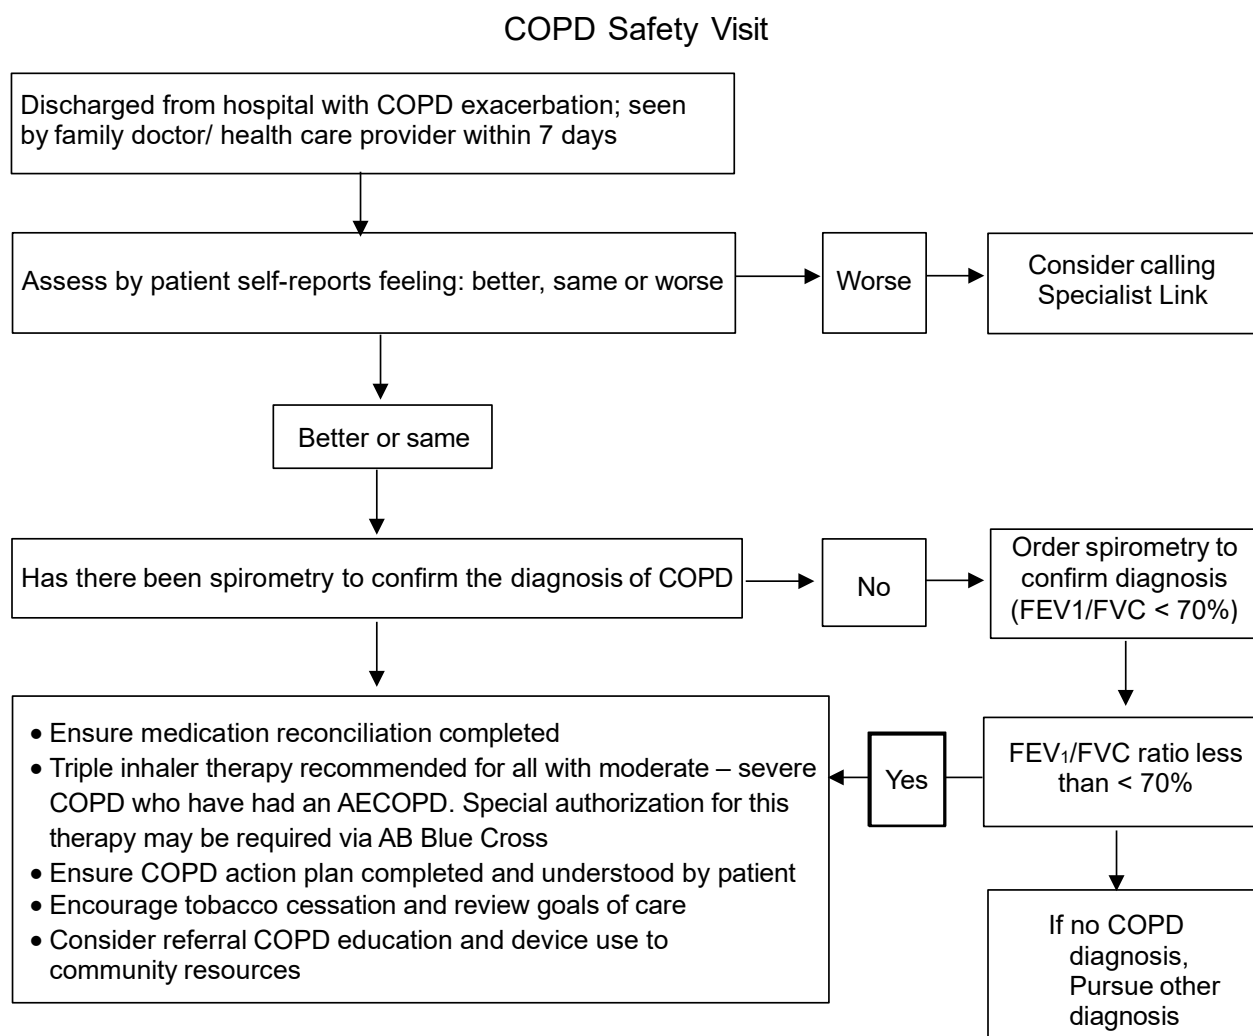 COPD Safety Visit
Discharged from hospital with COPD exacerbation; seen
by family doctor/ health care provider within 7 days
Assess by patient self-reports feeling: better, same or worse
Worse
Consider calling
Specialist Link
Better or same
Has there been spirometry to confirm the diagnosis of COPD
No
Order spirometry to
confirm diagnosis
(FEV1/FVC < 70%)
• Ensure medication reconciliation completed
• Triple inhaler therapy recommended for all with moderate – severe
COPD who have had an AECOPD. Special authorization for this
therapy may be required via AB Blue Cross
• Ensure COPD action plan completed and understood by patient
• Encourage tobacco cessation and review goals of care
• Consider referral COPD education and device use to
community resources
Yes
FEV₁/FVC ratio less
than < 70%
If no COPD
diagnosis,
Pursue other
diagnosis